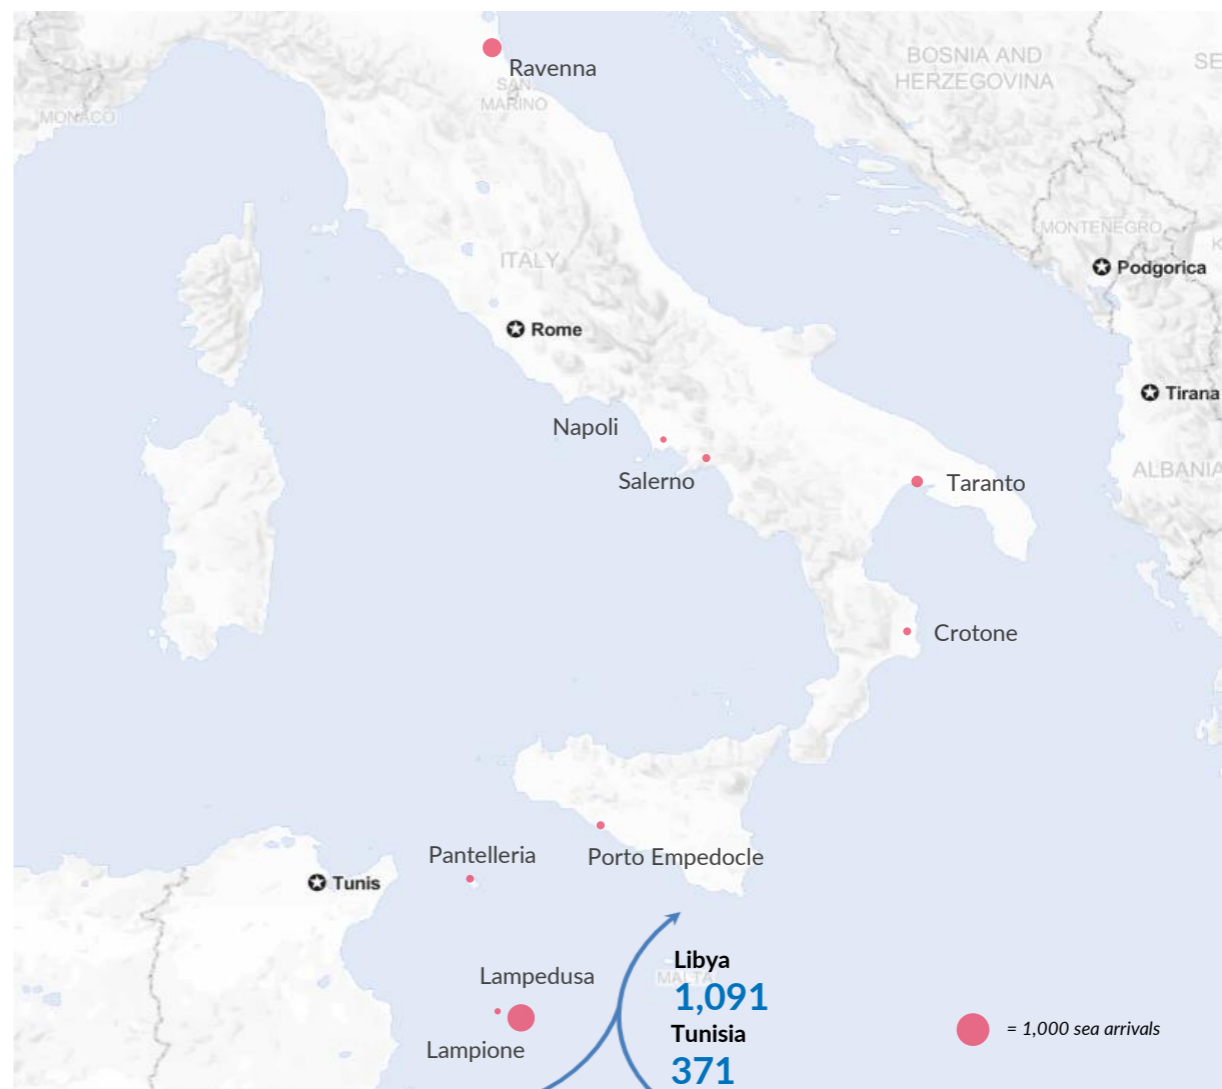 Ravenna
SAN
MARINO
MONACO
BOSNIA AND
HERZEGOVINA
SE
MONTENEGRO
K
Podgorica
ITALY
Rome
Tirana
Napoli
Salerno
Taranto
ALBANIA
Crotone
Pantelleria
Porto Empedocle
Tunis
Lampedusa
Lampione
Libya
MALTA
1,091
Tunisia
371
= 1,000 sea arrivals